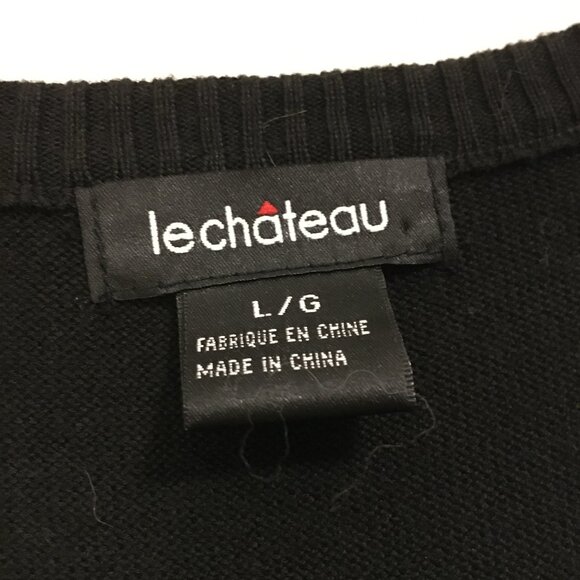 lechâteau
L/G
FABRIQUE EN CHINE
MADE IN CHINA